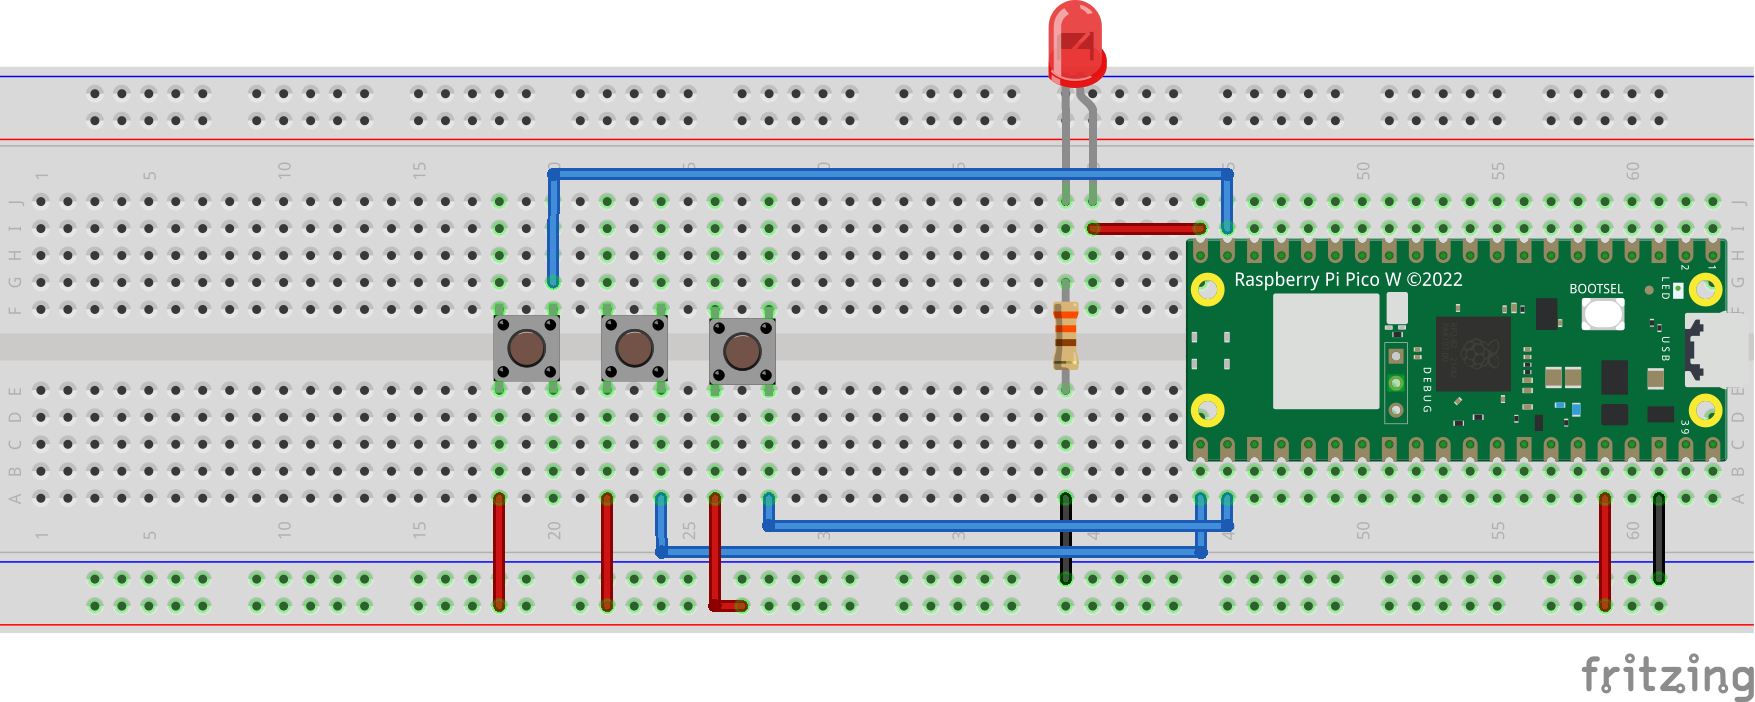 1 5 10 15 20 25 30 35 40 45 50 55 60
J
I
H
G
F
Raspberry Pi Pico W ©2022
BOOTSEL
LED
2
1
USB
DEBUG
39
E
D
C
B
A
J
I
H
G
F
E
D
C
B
A
1 5 10 15 20 25 30 35 40 45 50 55 60
fritzing